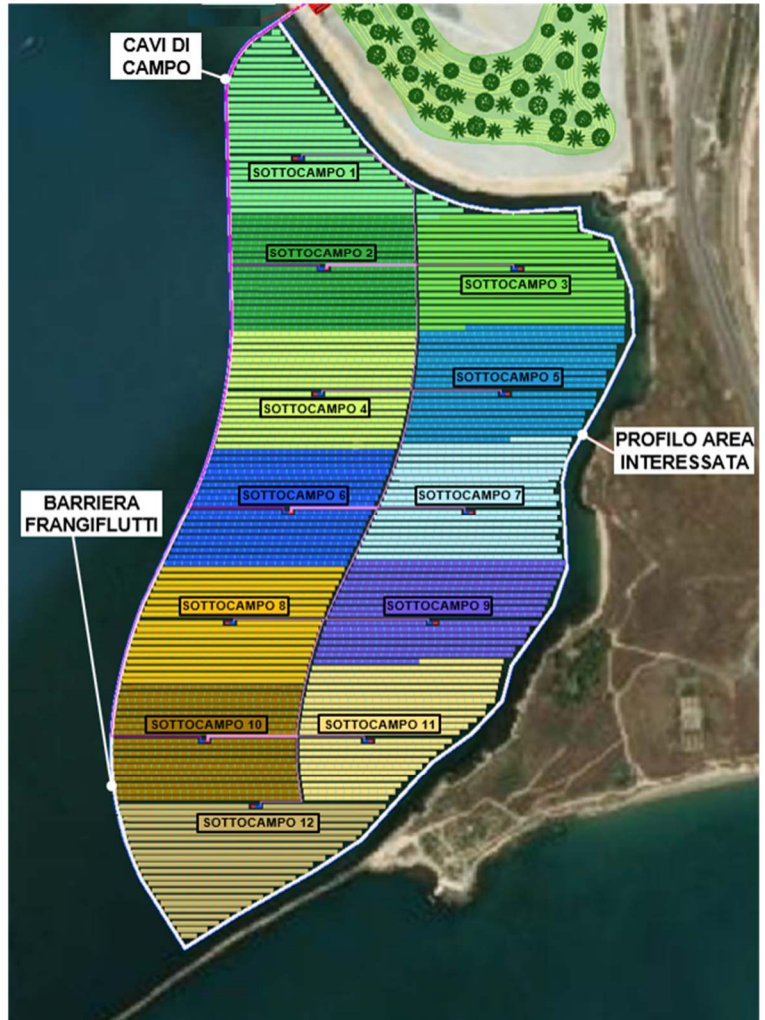 CAVI DI
CAMPO
SOTTOCAMPO 1
SOTTOCAMPO 2
SOTTOCAMPO 3
SOTTOCAMPO 5
SOTTOCAMPO 4
PROFILO AREA
INTERESSATA
SOTTOCAMPO 6
SOTTOCAMPO 7
BARRIERA
FRANGIFLUTTI
SOTTOCAMPO 8
SOTTOCAMPO 9
SOTTOCAMPO 10
SOTTOCAMPO 11
SOTTOCAMPO 12